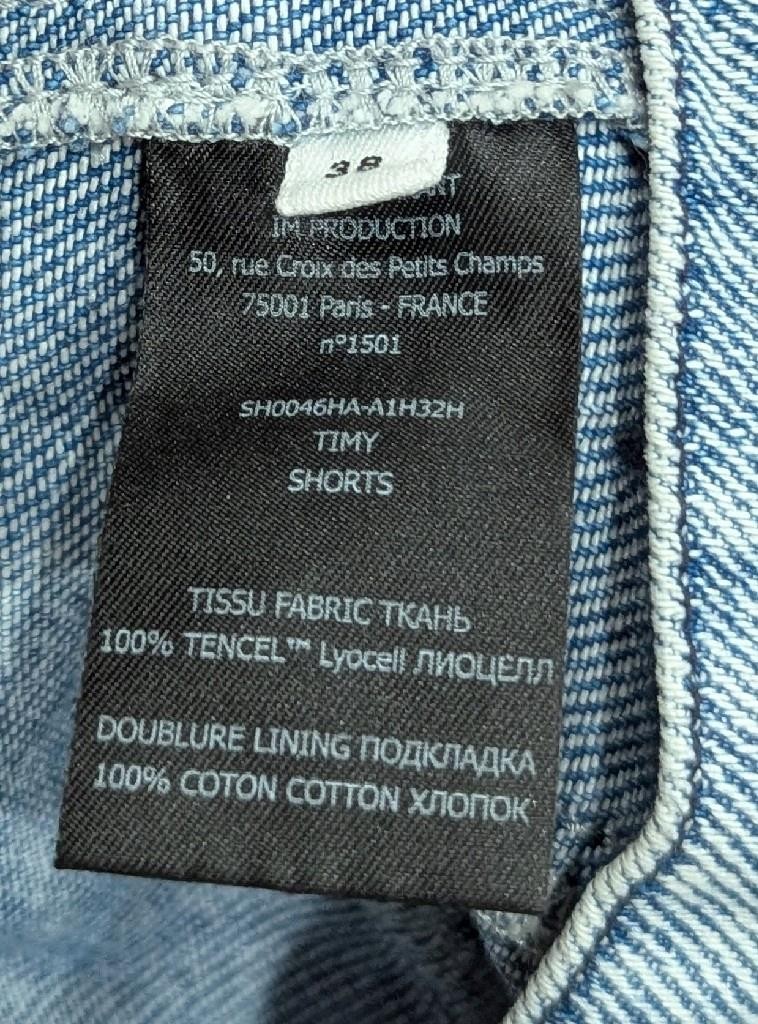 38
IM PRODUCTION
50, rue Croix des Petits Champs
75001 Paris - FRANCE
n°1501
SH0046HA-A1H32H
TIMY
SHORTS
TISSU FABRIC ТКАНЬ
100% TENCEL™ Lyocell ЛИОЦЕЛЛ
DOUBLURE LINING ПОДКЛАДКА
100% COTON COTTON ХЛОПОК